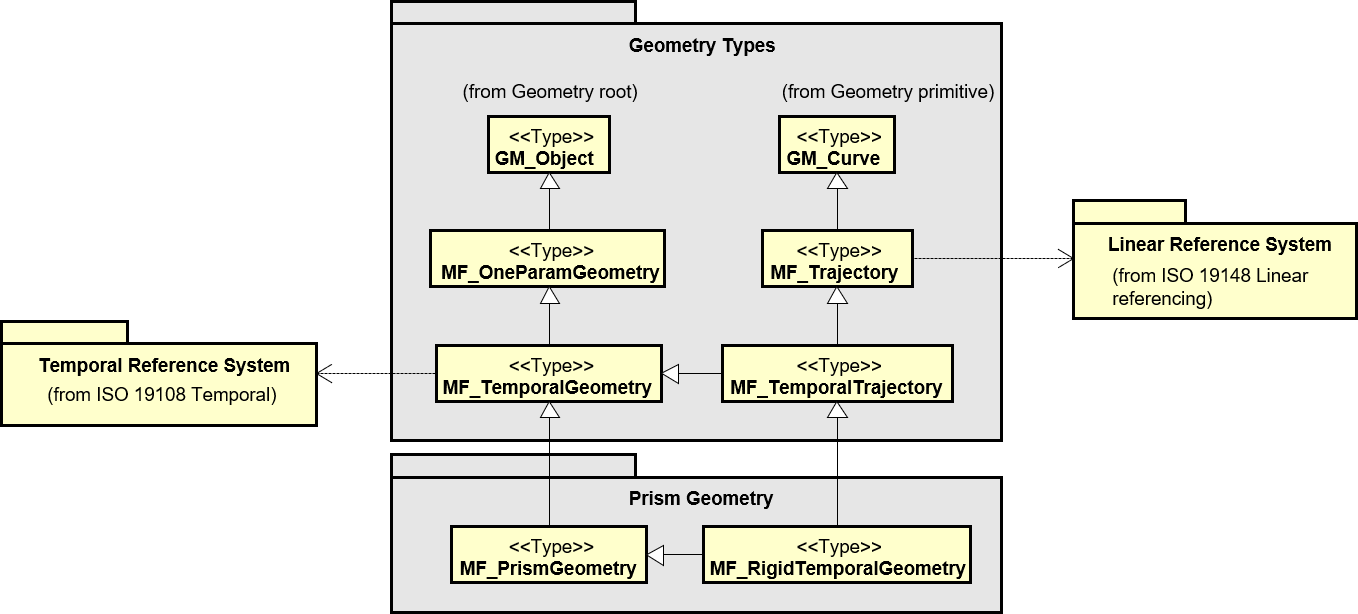 Geometry Types
(from Geometry root)
(from Geometry primitive)
<<Type>>
GM_Object
<<Type>>
GM_Curve
<<Type>>
MF_OneParamGeometry
<<Type>>
MF_Trajectory
Linear Reference System
(from ISO 19148 Linear
referencing)
Temporal Reference System
(from ISO 19108 Temporal)
<<Type>>
MF_TemporalGeometry
<<Type>>
MF_TemporalTrajectory
Prism Geometry
<<Type>>
MF_PrismGeometry
<<Type>>
MF_RigidTemporalGeometry